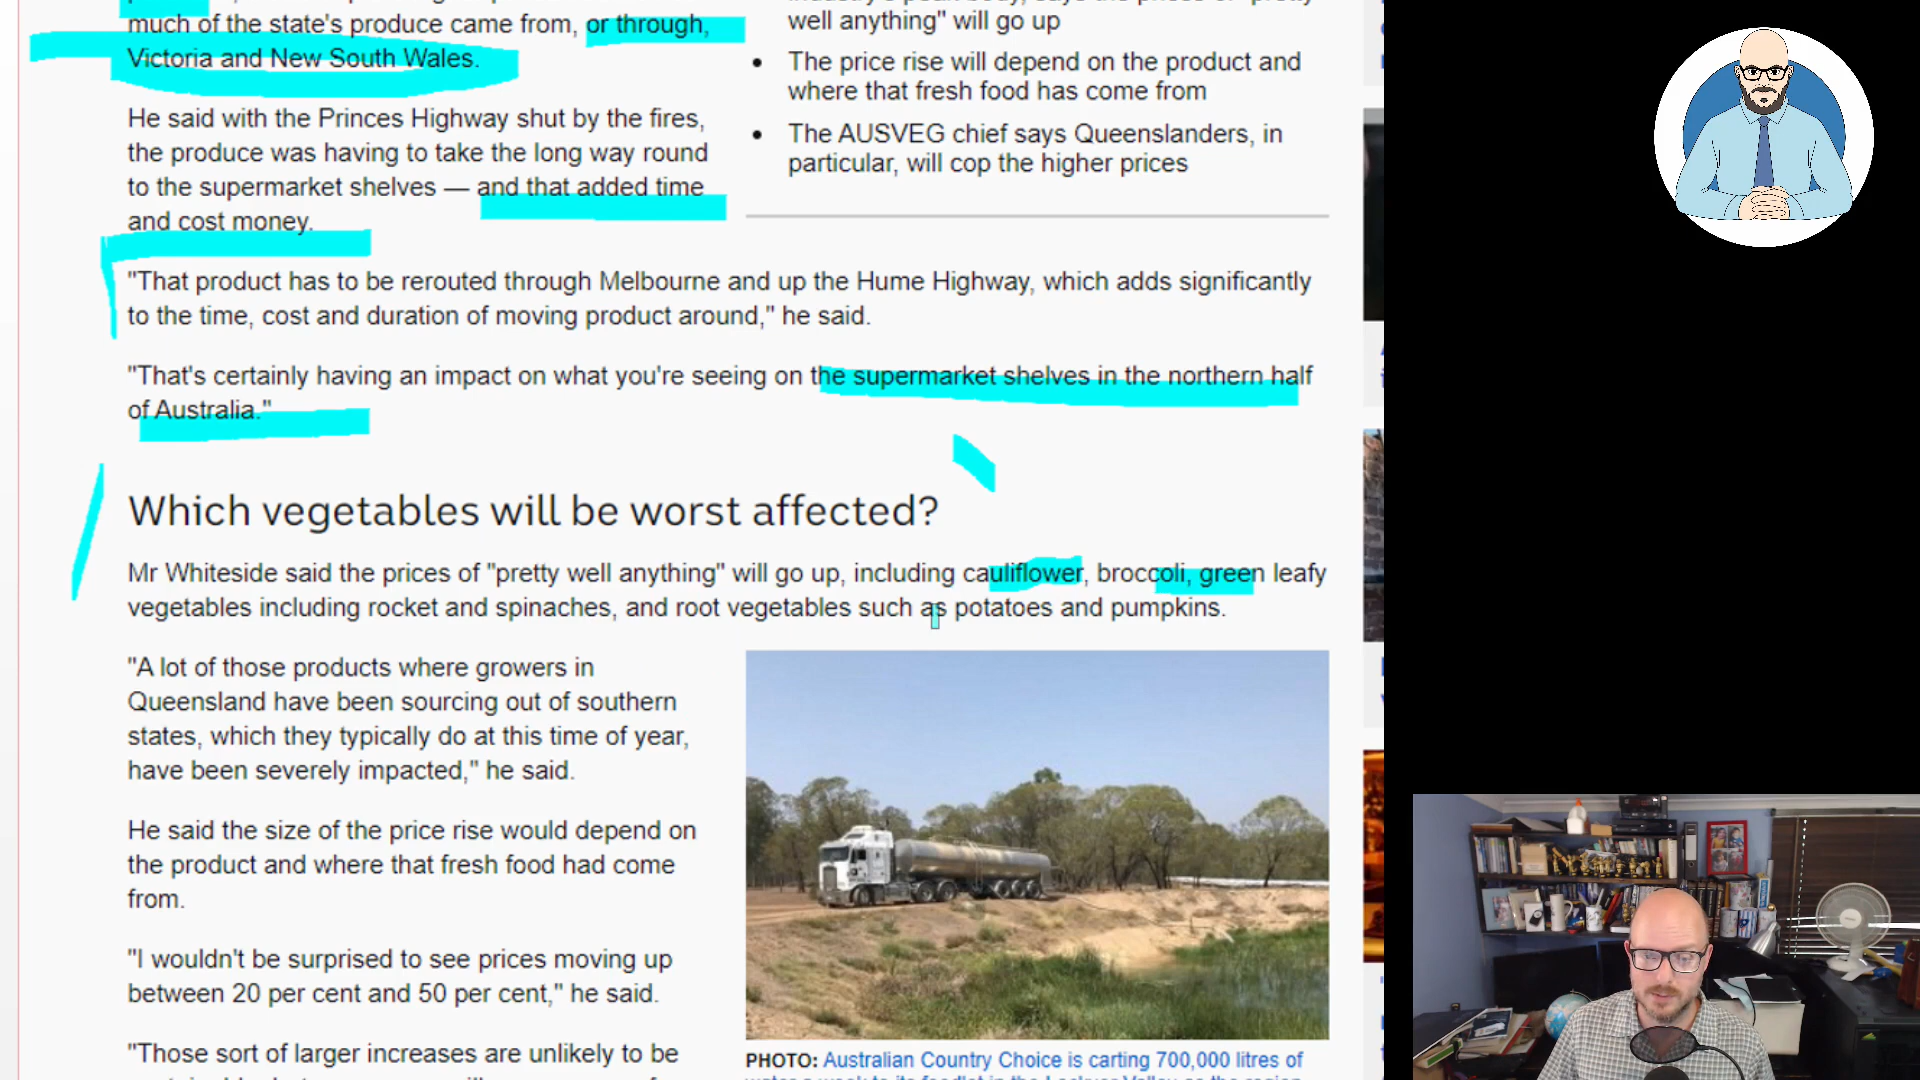 much of the state's produce came from, or through,
Victoria and New South Wales.
He said with the Princes Highway shut by the fires,
the produce was having to take the long way round
to the supermarket shelves — and that added time
and cost money.
well anything" will go up
• The price rise will depend on the product and
where that fresh food has come from
• The AUSVEG chief says Queenslanders, in
particular, will cop the higher prices
"That product has to be rerouted through Melbourne and up the Hume Highway, which adds significantly
to the time, cost and duration of moving product around," he said.
"That's certainly having an impact on what you're seeing on the supermarket shelves in the northern half
of Australia."
Which vegetables will be worst affected?
Mr Whiteside said the prices of "pretty well anything" will go up, including cauliflower, broccoli, green leafy
vegetables including rocket and spinaches, and root vegetables such as potatoes and pumpkins.
"A lot of those products where growers in
Queensland have been sourcing out of southern
states, which they typically do at this time of year,
have been severely impacted," he said.
He said the size of the price rise would depend on
the product and where that fresh food had come
from.
"I wouldn't be surprised to see prices moving up
between 20 per cent and 50 per cent," he said.
"Those sort of larger increases are unlikely to be
PHOTO: Australian Country Choice is carting 700,000 litres of